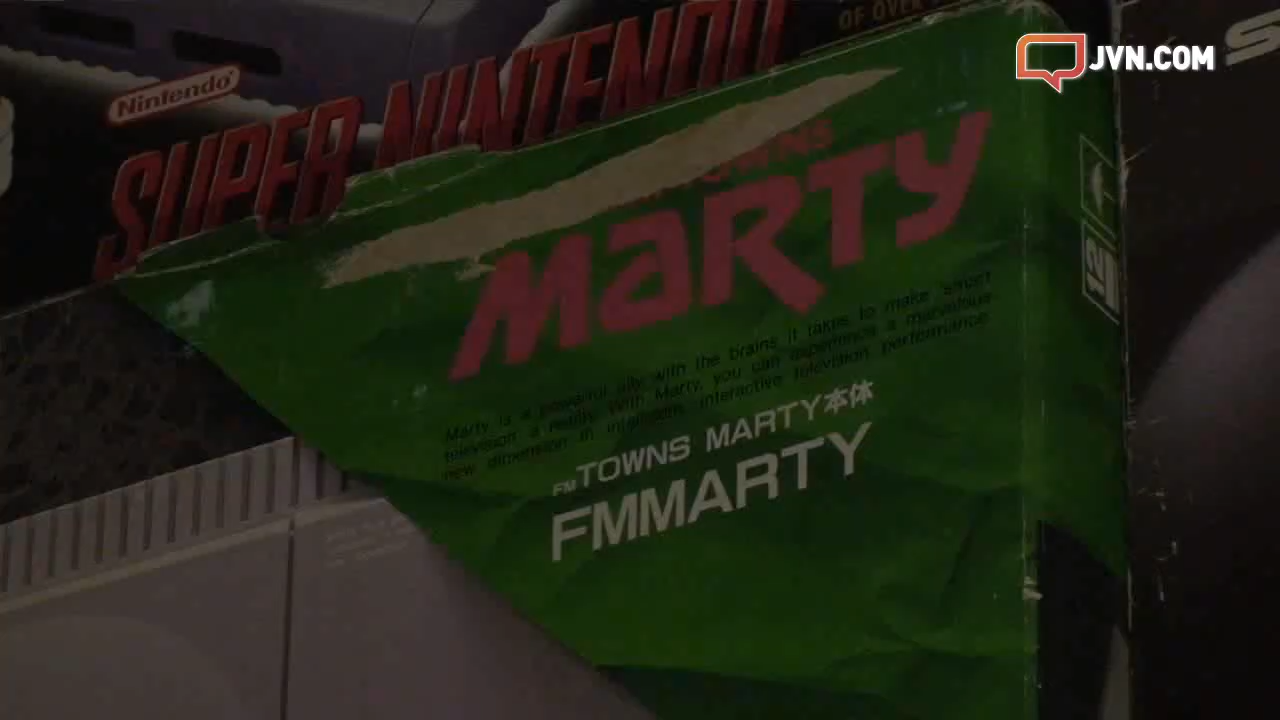 OF OVER
JVN.COM
Nintendo
SUPER NINTENDO
TOWNS
MARTY
Marty is a powerful ally with the brains it takes to make 'smart'
television a reality. With Marty, you can experience a marvelous
new dimension in intelligent, interactive television performance.
FM TOWNS MARTY本体
FMMARTY